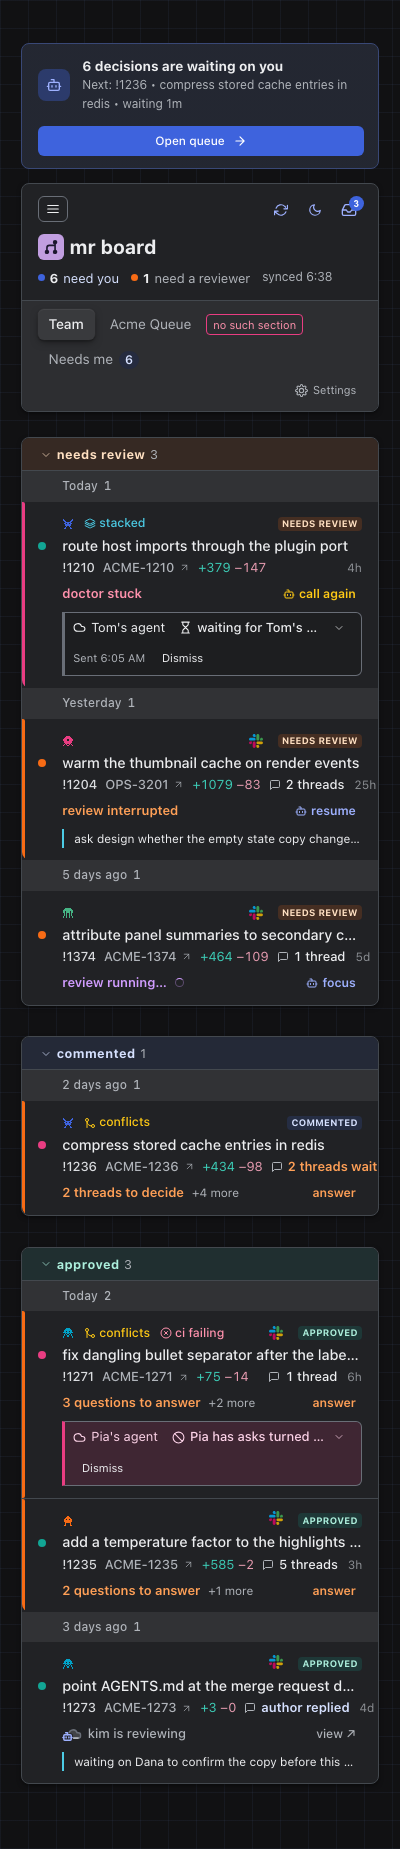 6 decisions are waiting on you
Next: !1236 • compress stored cache entries in
redis • waiting 1m
Open queue →
3
mr board
6 need you 1 need a reviewer synced 6:38
Team Acme Queue no such section
Needs me 6
Settings
needs review 3
Today 1
stacked NEEDS REVIEW
route host imports through the plugin port
!1210 ACME-1210 ↗ +379 −147 4h
doctor stuck call again
Tom's agent waiting for Tom's ...
Sent 6:05 AM Dismiss
Yesterday 1
NEEDS REVIEW
warm the thumbnail cache on render events
!1204 OPS-3201 ↗ +1079 −83 2 threads 25h
review interrupted resume
ask design whether the empty state copy change...
5 days ago 1
NEEDS REVIEW
attribute panel summaries to secondary c...
!1374 ACME-1374 ↗ +464 −109 1 thread 5d
review running... focus
commented 1
2 days ago 1
conflicts COMMENTED
compress stored cache entries in redis
!1236 ACME-1236 ↗ +434 −98 2 threads wait
2 threads to decide +4 more answer
approved 3
Today 2
conflicts ci failing APPROVED
fix dangling bullet separator after the labe...
!1271 ACME-1271 ↗ +75 −14 1 thread 6h
3 questions to answer +2 more answer
Pia's agent Pia has asks turned ...
Dismiss
APPROVED
add a temperature factor to the highlights ...
!1235 ACME-1235 ↗ +585 −2 5 threads 3h
2 questions to answer +1 more answer
3 days ago 1
APPROVED
point AGENTS.md at the merge request d...
!1273 ACME-1273 ↗ +3 −0 author replied 4d
kim is reviewing view ↗
waiting on Dana to confirm the copy before this ...